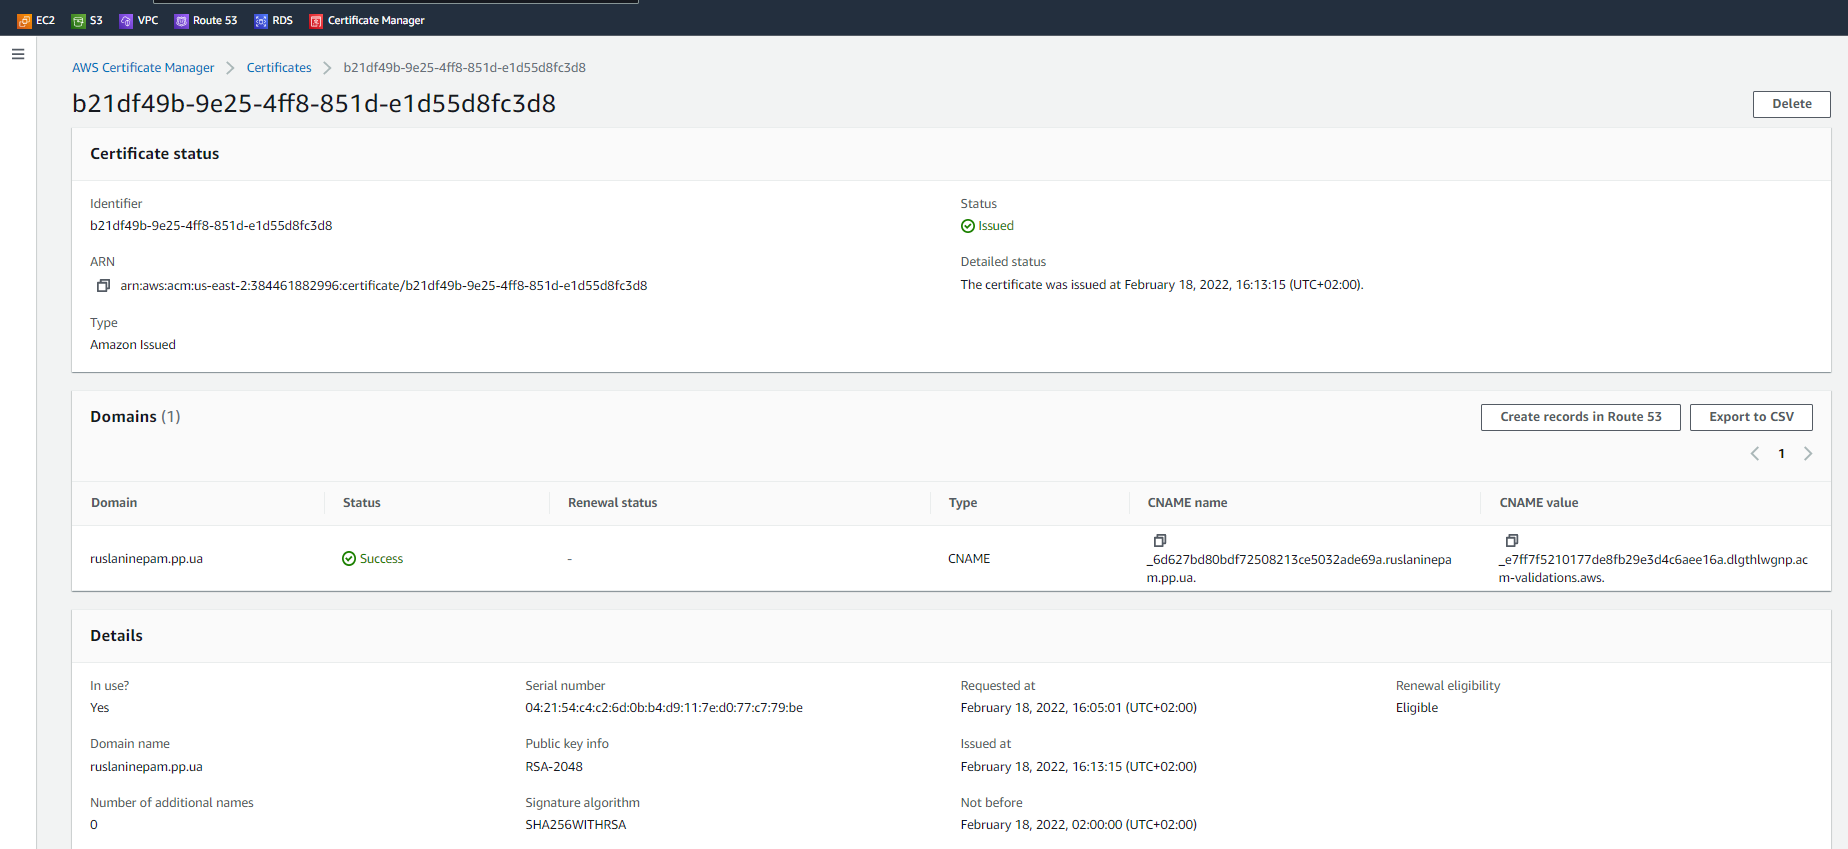 EC2 S3 VPC Route 53 RDS Certificate Manager
AWS Certificate Manager Certificates b21df49b-9e25-4ff8-851d-e1d55d8fc3d8
b21df49b-9e25-4ff8-851d-e1d55d8fc3d8
Delete
Certificate status
Identifier
b21df49b-9e25-4ff8-851d-e1d55d8fc3d8
ARN
arn:aws:acm:us-east-2:384461882996:certificate/b21df49b-9e25-4ff8-851d-e1d55d8fc3d8
Type
Amazon Issued
Status
Issued
Detailed status
The certificate was issued at February 18, 2022, 16:13:15 (UTC+02:00).
Domains (1)
Create records in Route 53
Export to CSV
1
Domain Status Renewal status Type CNAME name CNAME value
ruslaninepam.pp.ua Success - CNAME
_6d627bd80bdf72508213ce5032ade69a.ruslaninepa
m.pp.ua.
_e7ff7f5210177de8fb29e3d4c6aee16a.dlgthlwgnp.ac
m-validations.aws.
Details
In use?
Yes
Domain name
ruslaninepam.pp.ua
Number of additional names
0
Serial number
04:21:54:c4:c2:6d:0b:b4:d9:11:7e:d0:77:c7:79:be
Public key info
RSA-2048
Signature algorithm
SHA256WITHRSA
Requested at
February 18, 2022, 16:05:01 (UTC+02:00)
Issued at
February 18, 2022, 16:13:15 (UTC+02:00)
Not before
February 18, 2022, 02:00:00 (UTC+02:00)
Renewal eligibility
Eligible